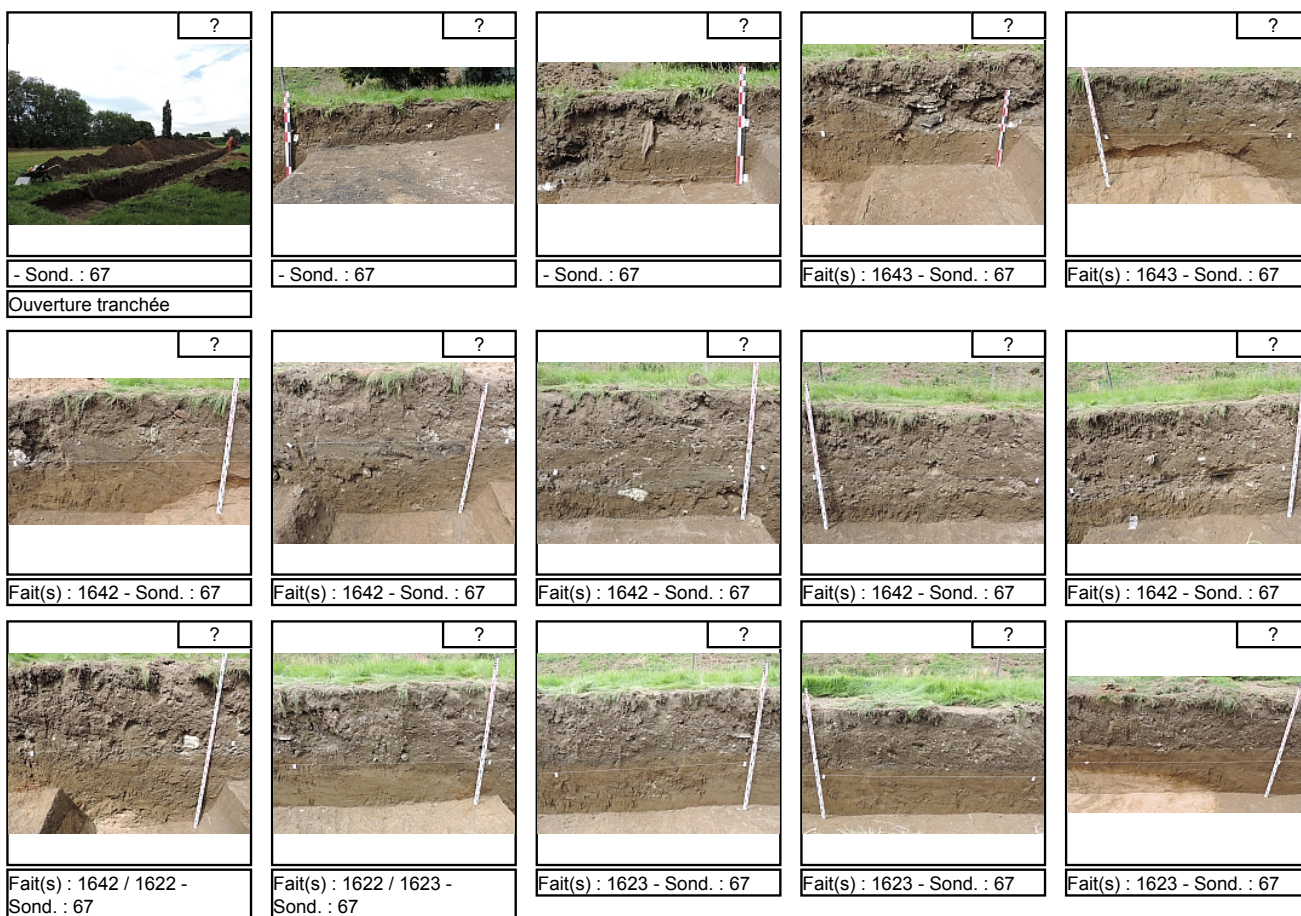 ?
?
?
?
?
- Sond. : 67
- Sond. : 67
- Sond. : 67
Fait(s) : 1643 - Sond. : 67
Fait(s) : 1643 - Sond. : 67
Ouverture tranchée
?
?
?
?
?
Fait(s) : 1642 - Sond. : 67
Fait(s) : 1642 - Sond. : 67
Fait(s) : 1642 - Sond. : 67
Fait(s) : 1642 - Sond. : 67
Fait(s) : 1642 - Sond. : 67
?
?
?
?
?
Fait(s) : 1642 / 1622 -
Sond. : 67
Fait(s) : 1622 / 1623 -
Sond. : 67
Fait(s) : 1623 - Sond. : 67
Fait(s) : 1623 - Sond. : 67
Fait(s) : 1623 - Sond. : 67